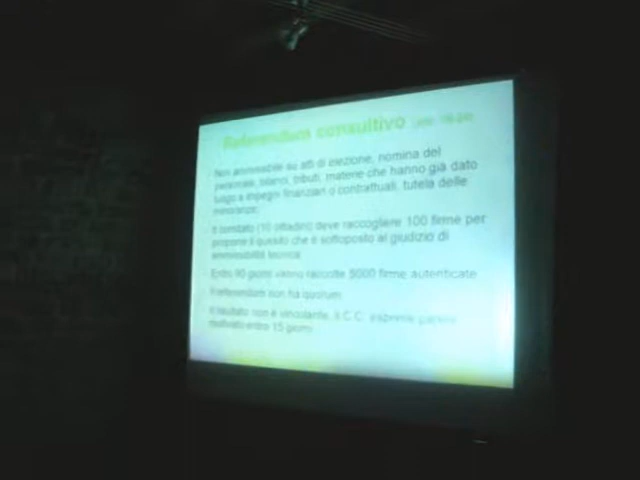 Referendum consultivo
Non ammissibile su atti di elezione, nomina del
personale, bilanci, tributi, materie che hanno già dato
luogo a impegni finanziari o contrattuali, tutela delle
minoranze;
Il comitato (10 cittadini) deve raccogliere 100 firme per
proporre il quesito che è sottoposto al giudizio di
ammissibilità tecnica
Entro 90 giorni vanno raccolte 5000 firme autenticate
Il referendum non ha quorum
Il risultato non è vincolante, il C.C. esprime parere
motivato entro 15 giorni